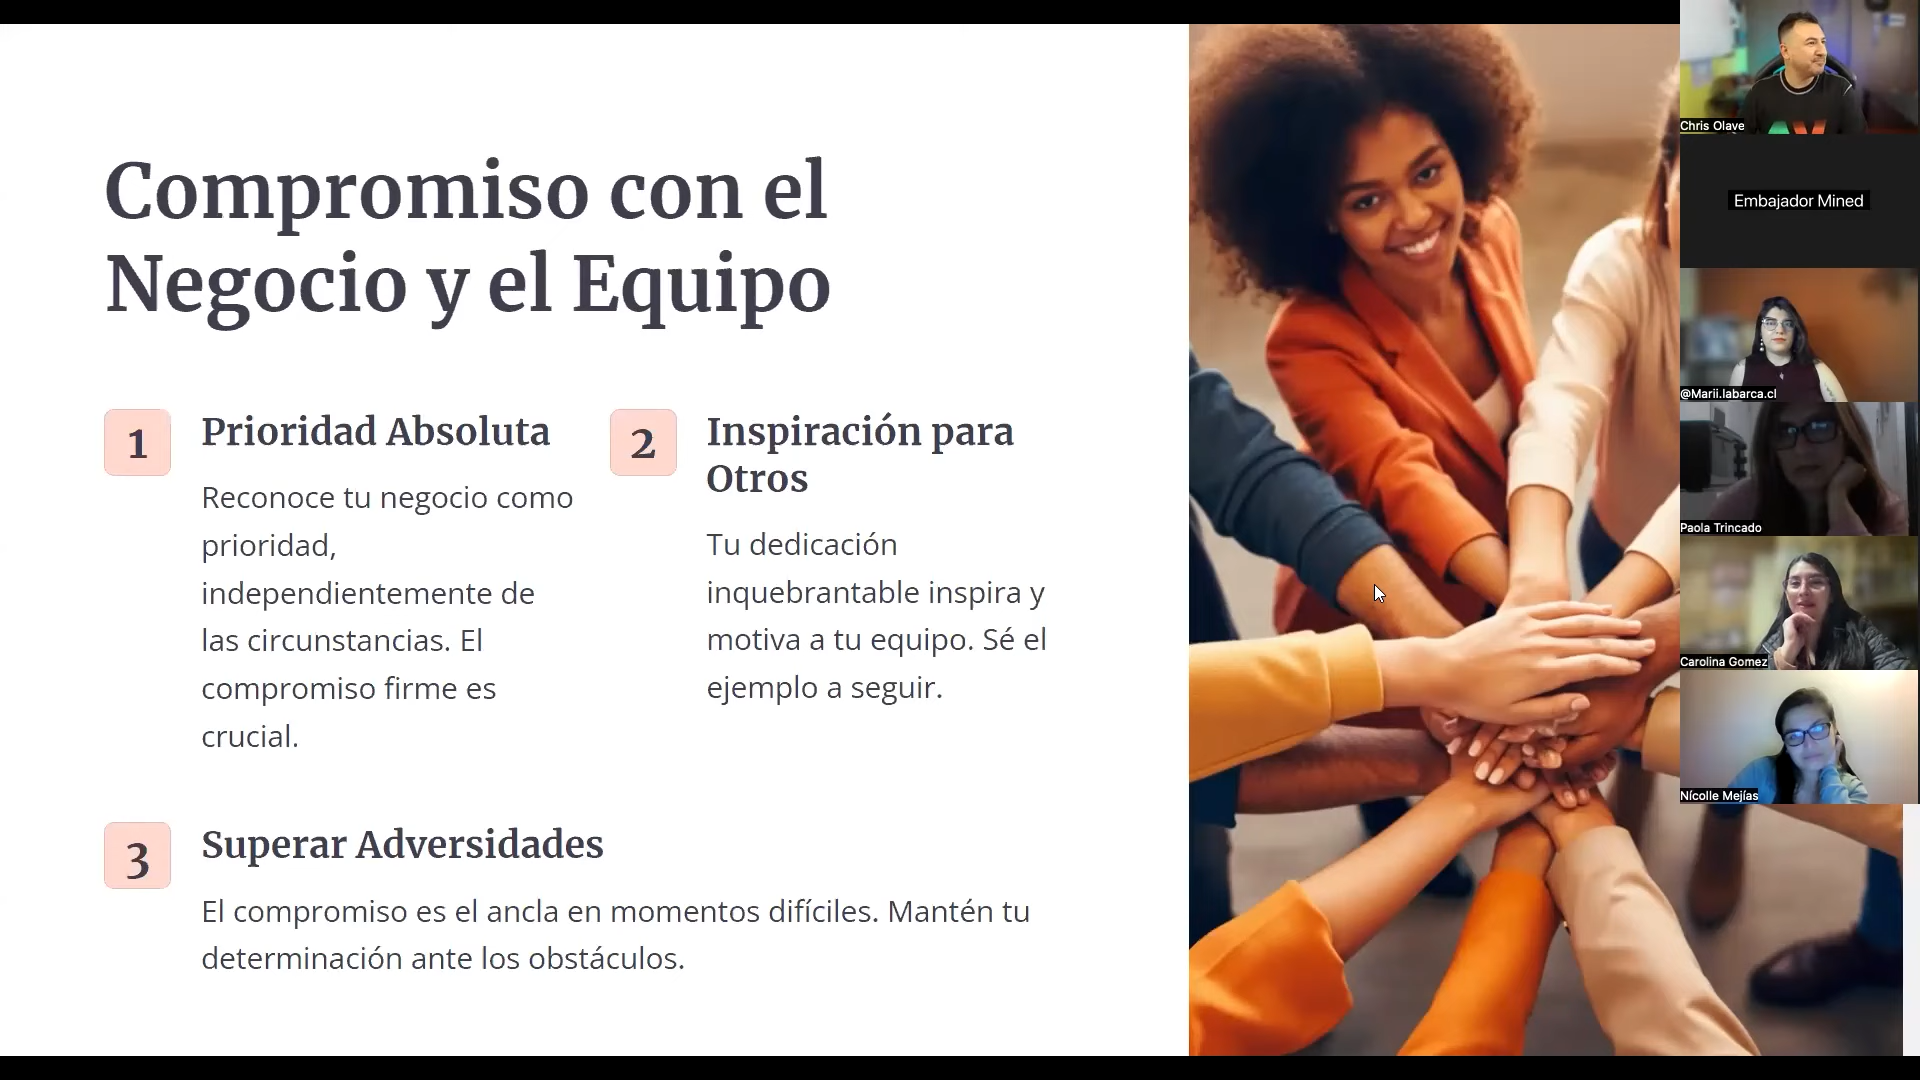 Compromiso con el
Negocio y el Equipo
1
Prioridad Absoluta
Reconoce tu negocio como
prioridad,
independientemente de
las circunstancias. El
compromiso firme es
crucial.
2
Inspiración para
Otros
Tu dedicación
inquebrantable inspira y
motiva a tu equipo. Sé el
ejemplo a seguir.
3
Superar Adversidades
El compromiso es el ancla en momentos difíciles. Mantén tu
determinación ante los obstáculos.
Chris Olave
Embajador Mined
@Marii.labarca.cl
Paola Trincado
Carolina Gomez
Nícolle Mejías